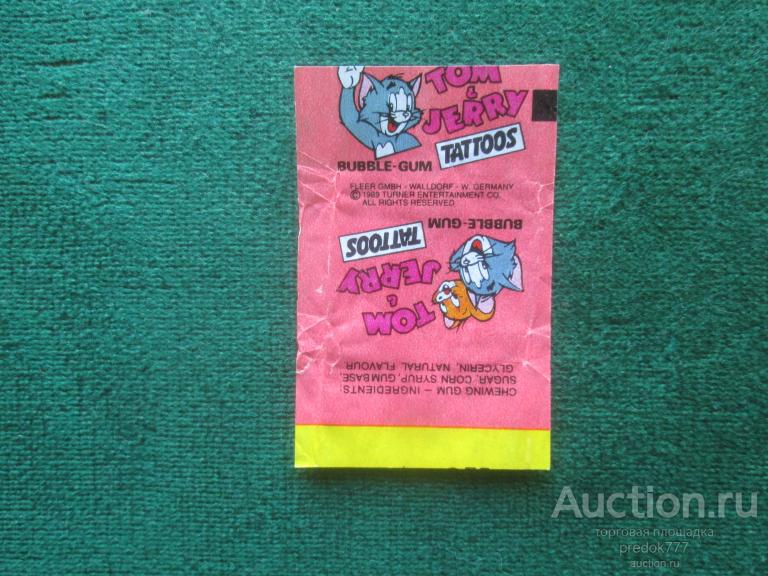 TOM
&
JERRY
TATTOOS
BUBBLE-GUM
FLEER GMBH - WALLDORF - W. GERMANY
© 1989 TURNER ENTERTAINMENT CO.
ALL RIGHTS RESERVED
BUBBLE-GUM
TATTOOS
TOM
&
JERRY
CHEWING GUM – INGREDIENTS:
SUGAR, CORN SYRUP, GUM BASE,
GLYCERIN, NATURAL FLAVOUR
Auction.ru
торговая площадка
predok777
auction.ru